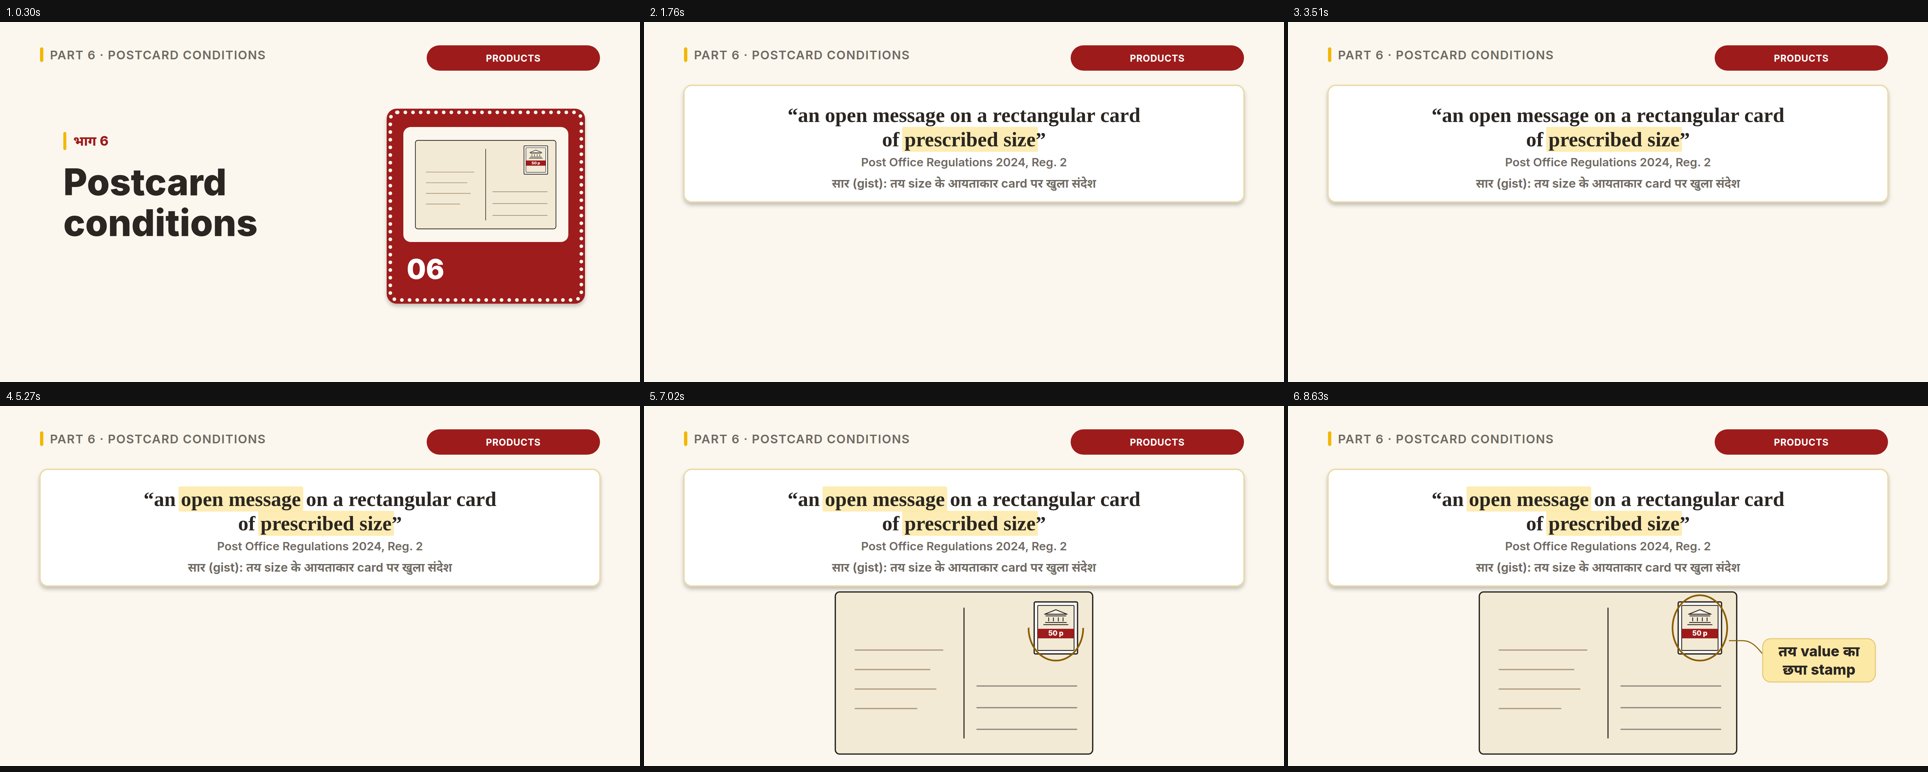 1. 0.30s
PART 6 · POSTCARD CONDITIONS
PRODUCTS
भाग 6
Postcard
conditions
50 p
06
2. 1.76s
PART 6 · POSTCARD CONDITIONS
PRODUCTS
“an open message on a rectangular card
of prescribed size”
Post Office Regulations 2024, Reg. 2
सार (gist): तय size के आयताकार card पर खुला संदेश
3. 3.51s
PART 6 · POSTCARD CONDITIONS
PRODUCTS
“an open message on a rectangular card
of prescribed size”
Post Office Regulations 2024, Reg. 2
सार (gist): तय size के आयताकार card पर खुला संदेश
4. 5.27s
PART 6 · POSTCARD CONDITIONS
PRODUCTS
“an open message on a rectangular card
of prescribed size”
Post Office Regulations 2024, Reg. 2
सार (gist): तय size के आयताकार card पर खुला संदेश
5. 7.02s
PART 6 · POSTCARD CONDITIONS
PRODUCTS
“an open message on a rectangular card
of prescribed size”
Post Office Regulations 2024, Reg. 2
सार (gist): तय size के आयताकार card पर खुला संदेश
50 p
6. 8.63s
PART 6 · POSTCARD CONDITIONS
PRODUCTS
“an open message on a rectangular card
of prescribed size”
Post Office Regulations 2024, Reg. 2
सार (gist): तय size के आयताकार card पर खुला संदेश
50 p
तय value का
छपा stamp